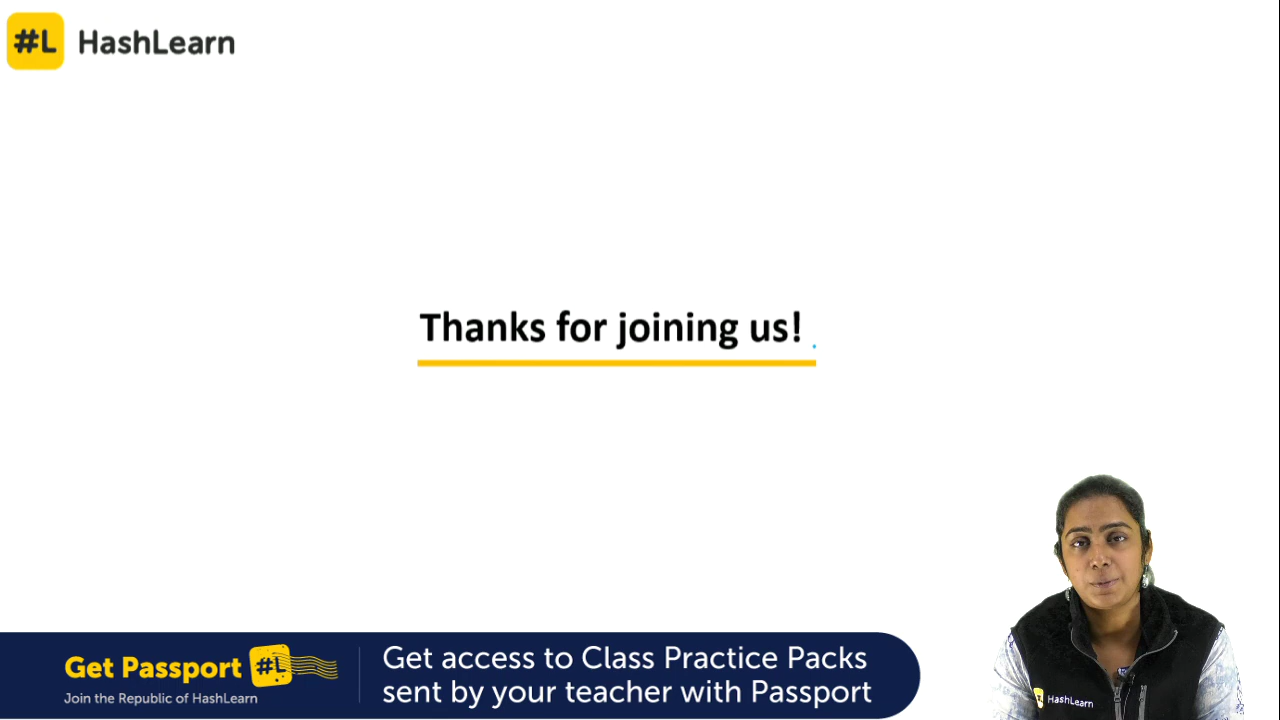 #L HashLearn
Thanks for joining us!
Get Passport #L
Join the Republic of HashLearn
Get access to Class Practice Packs
sent by your teacher with Passport
HashLearn